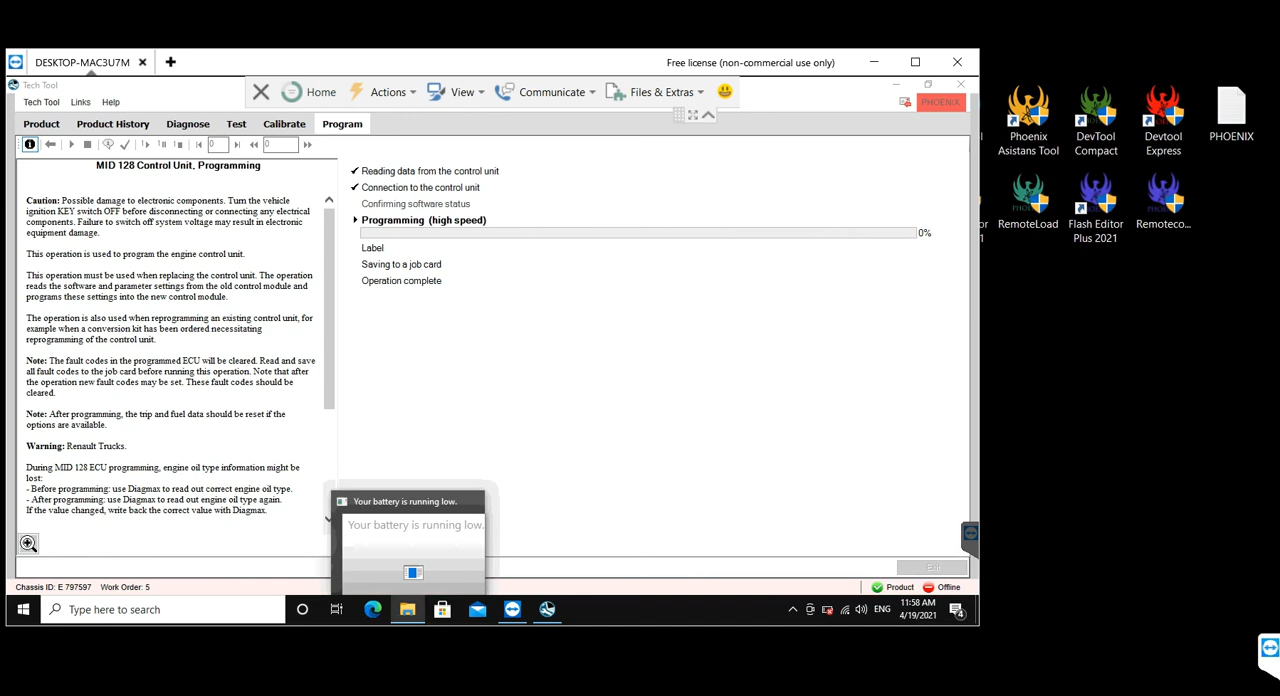 DESKTOP-MAC3U7M
Free license (non-commercial use only)
Tech Tool
Home
Actions
View
Communicate
Files & Extras
Tech Tool Links Help
PHOENIX
Product Product History Diagnose Test Calibrate Program
0
0
MID 128 Control Unit, Programming
Caution: Possible damage to electronic components. Turn the vehicle
ignition KEY switch OFF before disconnecting or connecting any electrical
components. Failure to switch off system voltage may result in electronic
equipment damage.
This operation is used to program the engine control unit.
This operation must be used when replacing the control unit. The operation
reads the software and parameter settings from the old control module and
programs these settings into the new control module.
The operation is also used when reprogramming an existing control unit, for
example when a conversion kit has been ordered necessitating
reprogramming of the control unit.
Note: The fault codes in the programmed ECU will be cleared. Read and save
all fault codes to the job card before running this operation. Note that after
the operation new fault codes may be set. These fault codes should be
cleared.
Note: After programming, the trip and fuel data should be reset if the
options are available.
Warning: Renault Trucks.
During MID 128 ECU programming, engine oil type information might be
lost:
- Before programming: use Diagmax to read out correct engine oil type.
- After programming: use Diagmax to read out engine oil type again.
If the value changed, write back the correct value with Diagmax.
Reading data from the control unit
Connection to the control unit
Confirming software status
Programming (high speed)
0%
Label
Saving to a job card
Operation complete
Your battery is running low.
Your battery is running low.
Exit
Chassis ID: E 797597 Work Order: 5
Product
Offline
Type here to search
ENG
11:58 AM
4/19/2021
4
Phoenix
Asistans Tool
DevTool
Compact
Devtool
Express
PHOENIX
RemoteLoad
Flash Editor
Plus 2021
Remoteco...